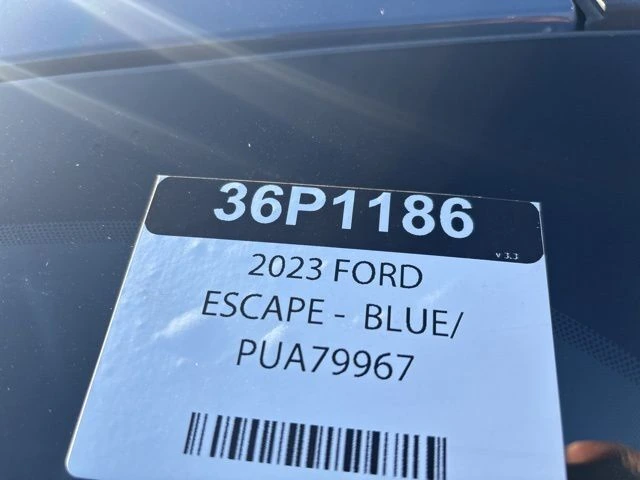 36P1186
v 3.3
2023 FORD
ESCAPE - BLUE/
PUA79967